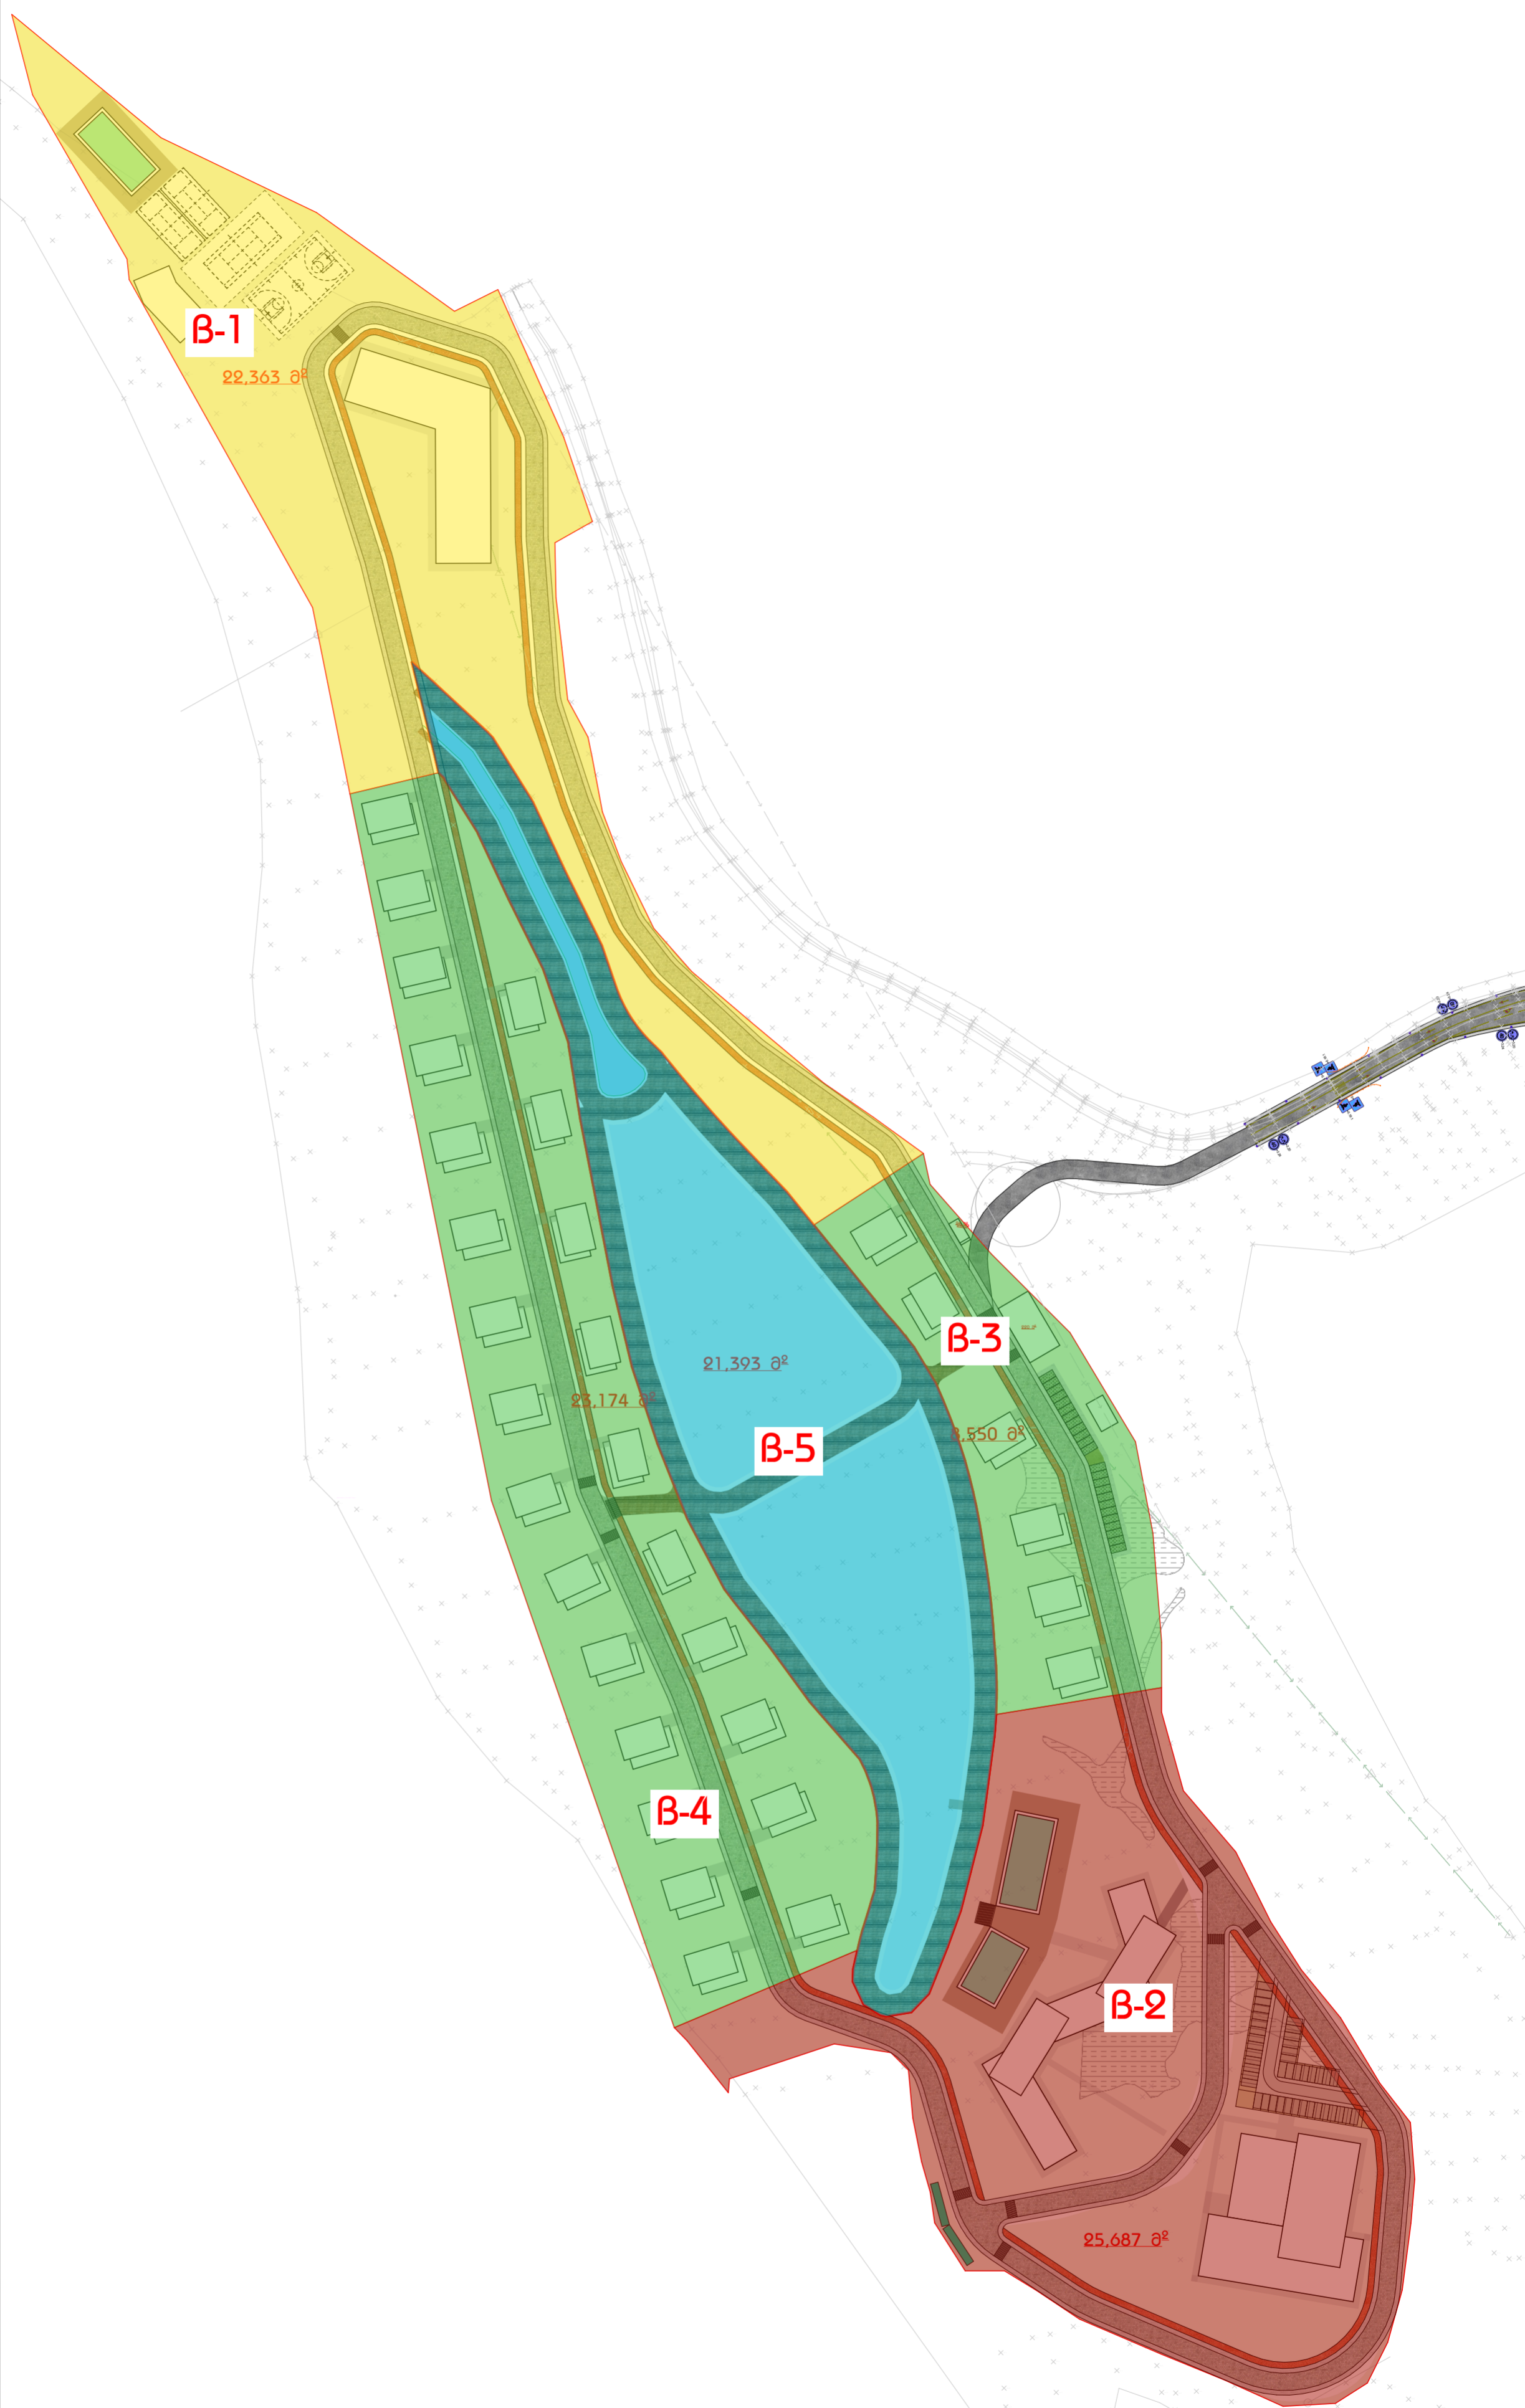 ზ-1
22,363 მ²
ზ-3
21,393 მ²
23,174 მ²
8,550 მ²
ზ-5
ზ-4
ზ-2
25,687 მ²